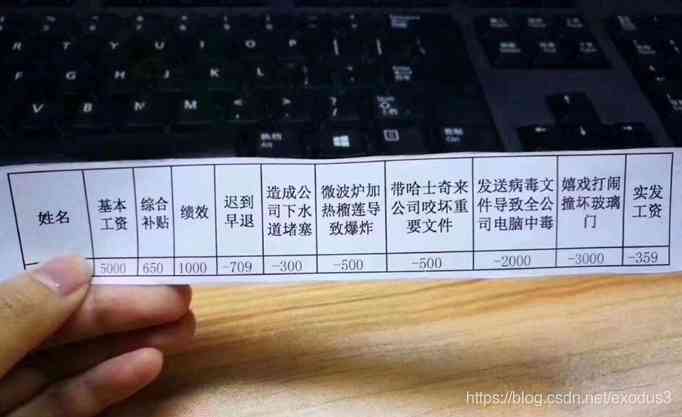 R T Y U I O P
F G H J K L
V B N M
Alt
姓名 基本工资 综合补贴 绩效 迟到早退 造成公司下水道堵塞 微波炉加热榴莲导致爆炸 带哈士奇来公司咬坏重要文件 发送病毒文件导致全公司电脑中毒 嬉戏打闹撞坏玻璃门 实发工资
5000 650 1000 -709 -300 -500 -500 -2000 -3000 -359
https://blog.csdn.net/exodus3